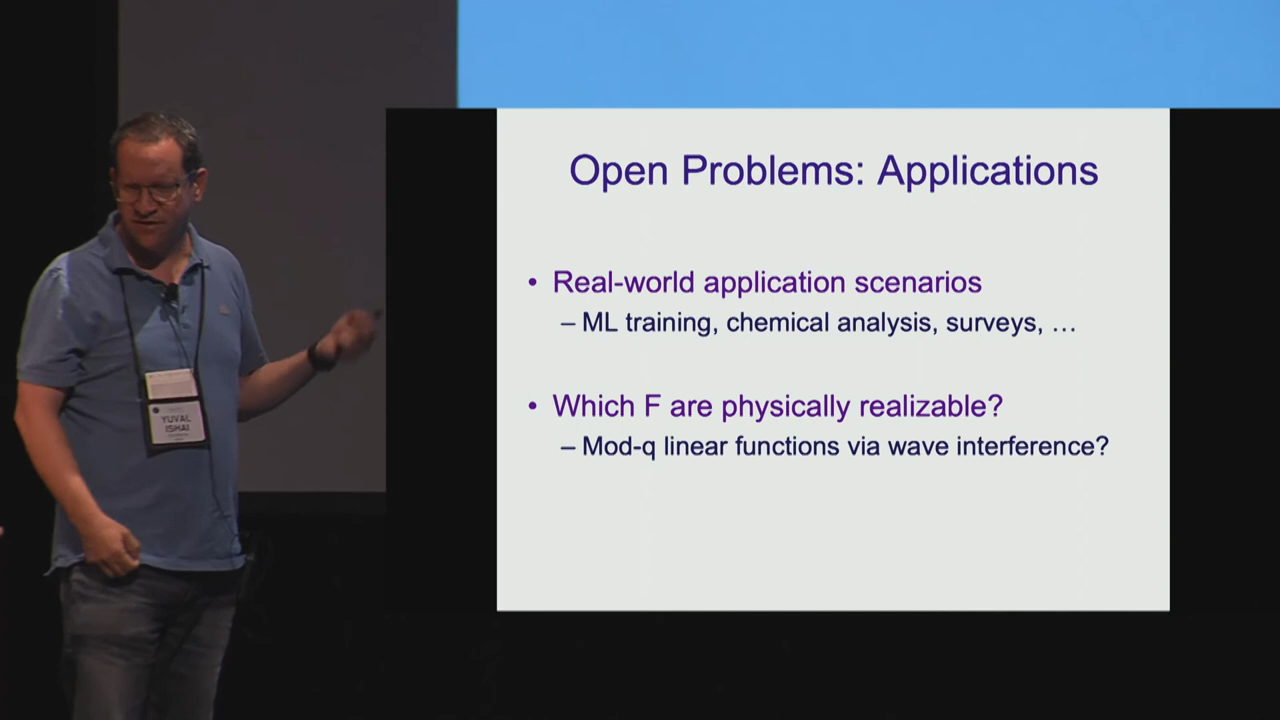 Open Problems: Applications
• Real-world application scenarios
– ML training, chemical analysis, surveys, …
• Which F are physically realizable?
– Mod-q linear functions via wave interference?
YUVAL
ISHAI